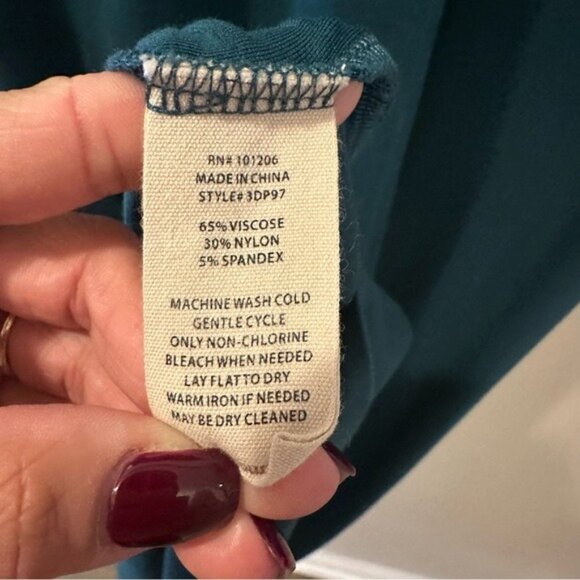 RN# 101206
MADE IN CHINA
STYLE# 3DP97
65% VISCOSE
30% NYLON
5% SPANDEX
MACHINE WASH COLD
GENTLE CYCLE
ONLY NON-CHLORINE
BLEACH WHEN NEEDED
LAY FLAT TO DRY
WARM IRON IF NEEDED
MAY BE DRY CLEANED